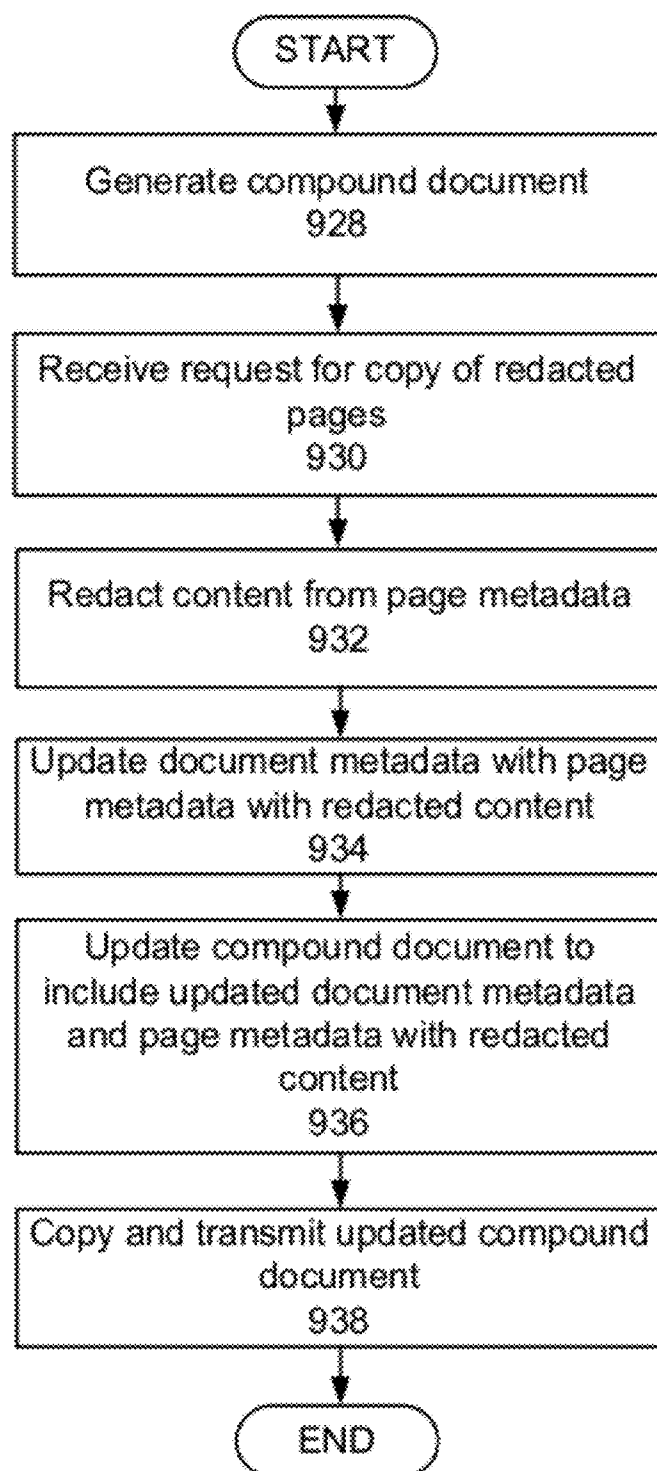 START
Generate compound document
928
Receive request for copy of redacted
pages
930
Redact content from page metadata
932
Update document metadata with page
metadata with redacted content
934
Update compound document to
include updated document metadata
and page metadata with redacted
content
936
Copy and transmit updated compound
document
938
END